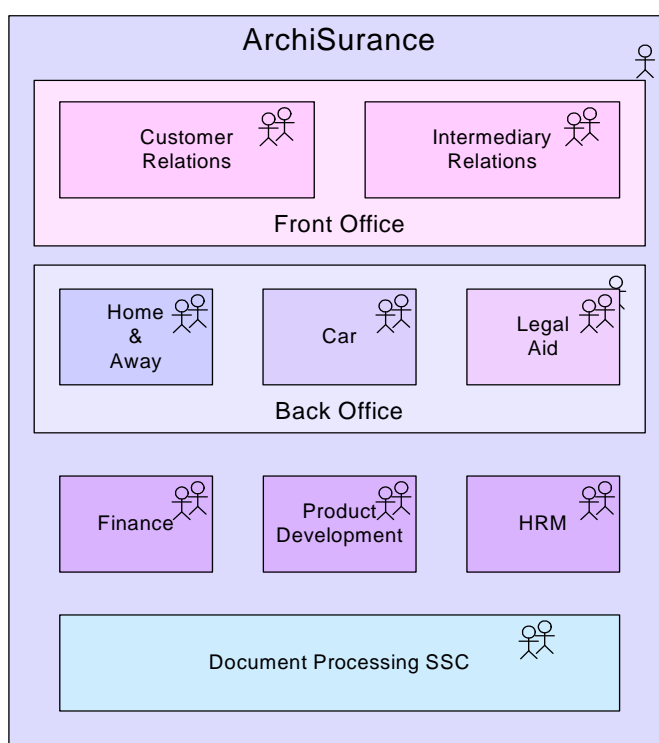 ArchiSurance
Customer
Relations
Intermediary
Relations
Front Office
Home
&
Away
Car
Legal
Aid
Back Office
Finance
Product
Development
HRM
Document Processing SSC